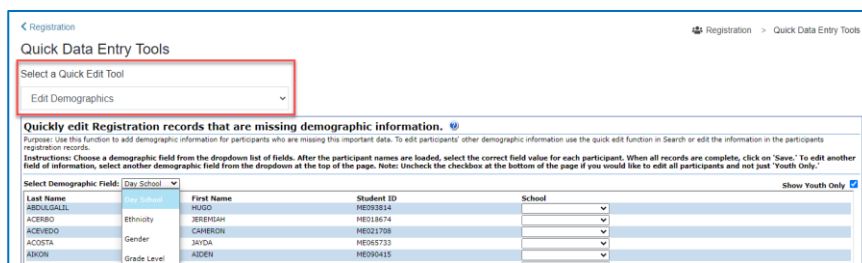 Registration
Registration > Quick Data Entry Tools
Quick Data Entry Tools
Select a Quick Edit Tool
Edit Demographics
Quickly edit Registration records that are missing demographic information.
Purpose: Use this function to add demographic information for participants who are missing this important data. To edit participants' other demographic information use the quick edit function in Search or edit the information in the participants
registration records.
Instructions: Choose a demographic field from the dropdown list of fields. After the participant names are loaded, select the correct field value for each participant. When all records are complete, click on 'Save.' To edit another
field of information, select another demographic field from the dropdown at the top of the page. Note: Uncheck the checkbox at the bottom of the page if you would like to edit all participants and not just 'Youth Only.'
Select Demographic Field: Day School
Show Youth Only
Last Name First Name Student ID School
Day School
ABDULGALIL HUGO ME093814
ACERBO Ethnicity JEREMIAH ME018674
ACEVEDO CAMERON ME021708
ACOSTA Gender JAYDA ME065733
AIKON Grade Level AIDEN ME090415